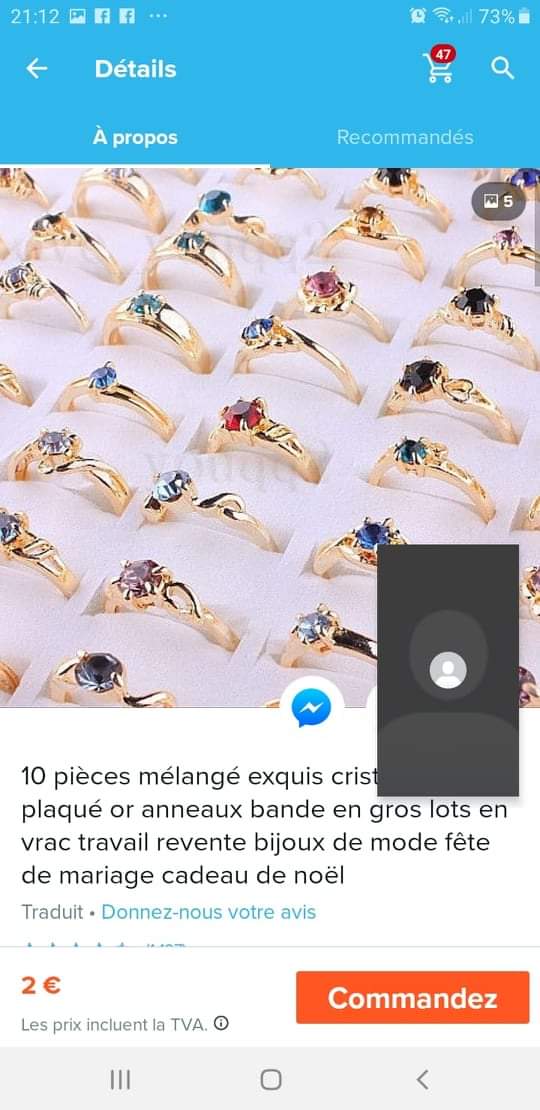 21:12 73%
Détails 47
À propos Recommandés
5
youqq
10 pièces mélangé exquis crist
plaqué or anneaux bande en gros lots en
vrac travail revente bijoux de mode fête
de mariage cadeau de noël
Traduit • Donnez-nous votre avis
2 €
Commandez
Les prix incluent la TVA.